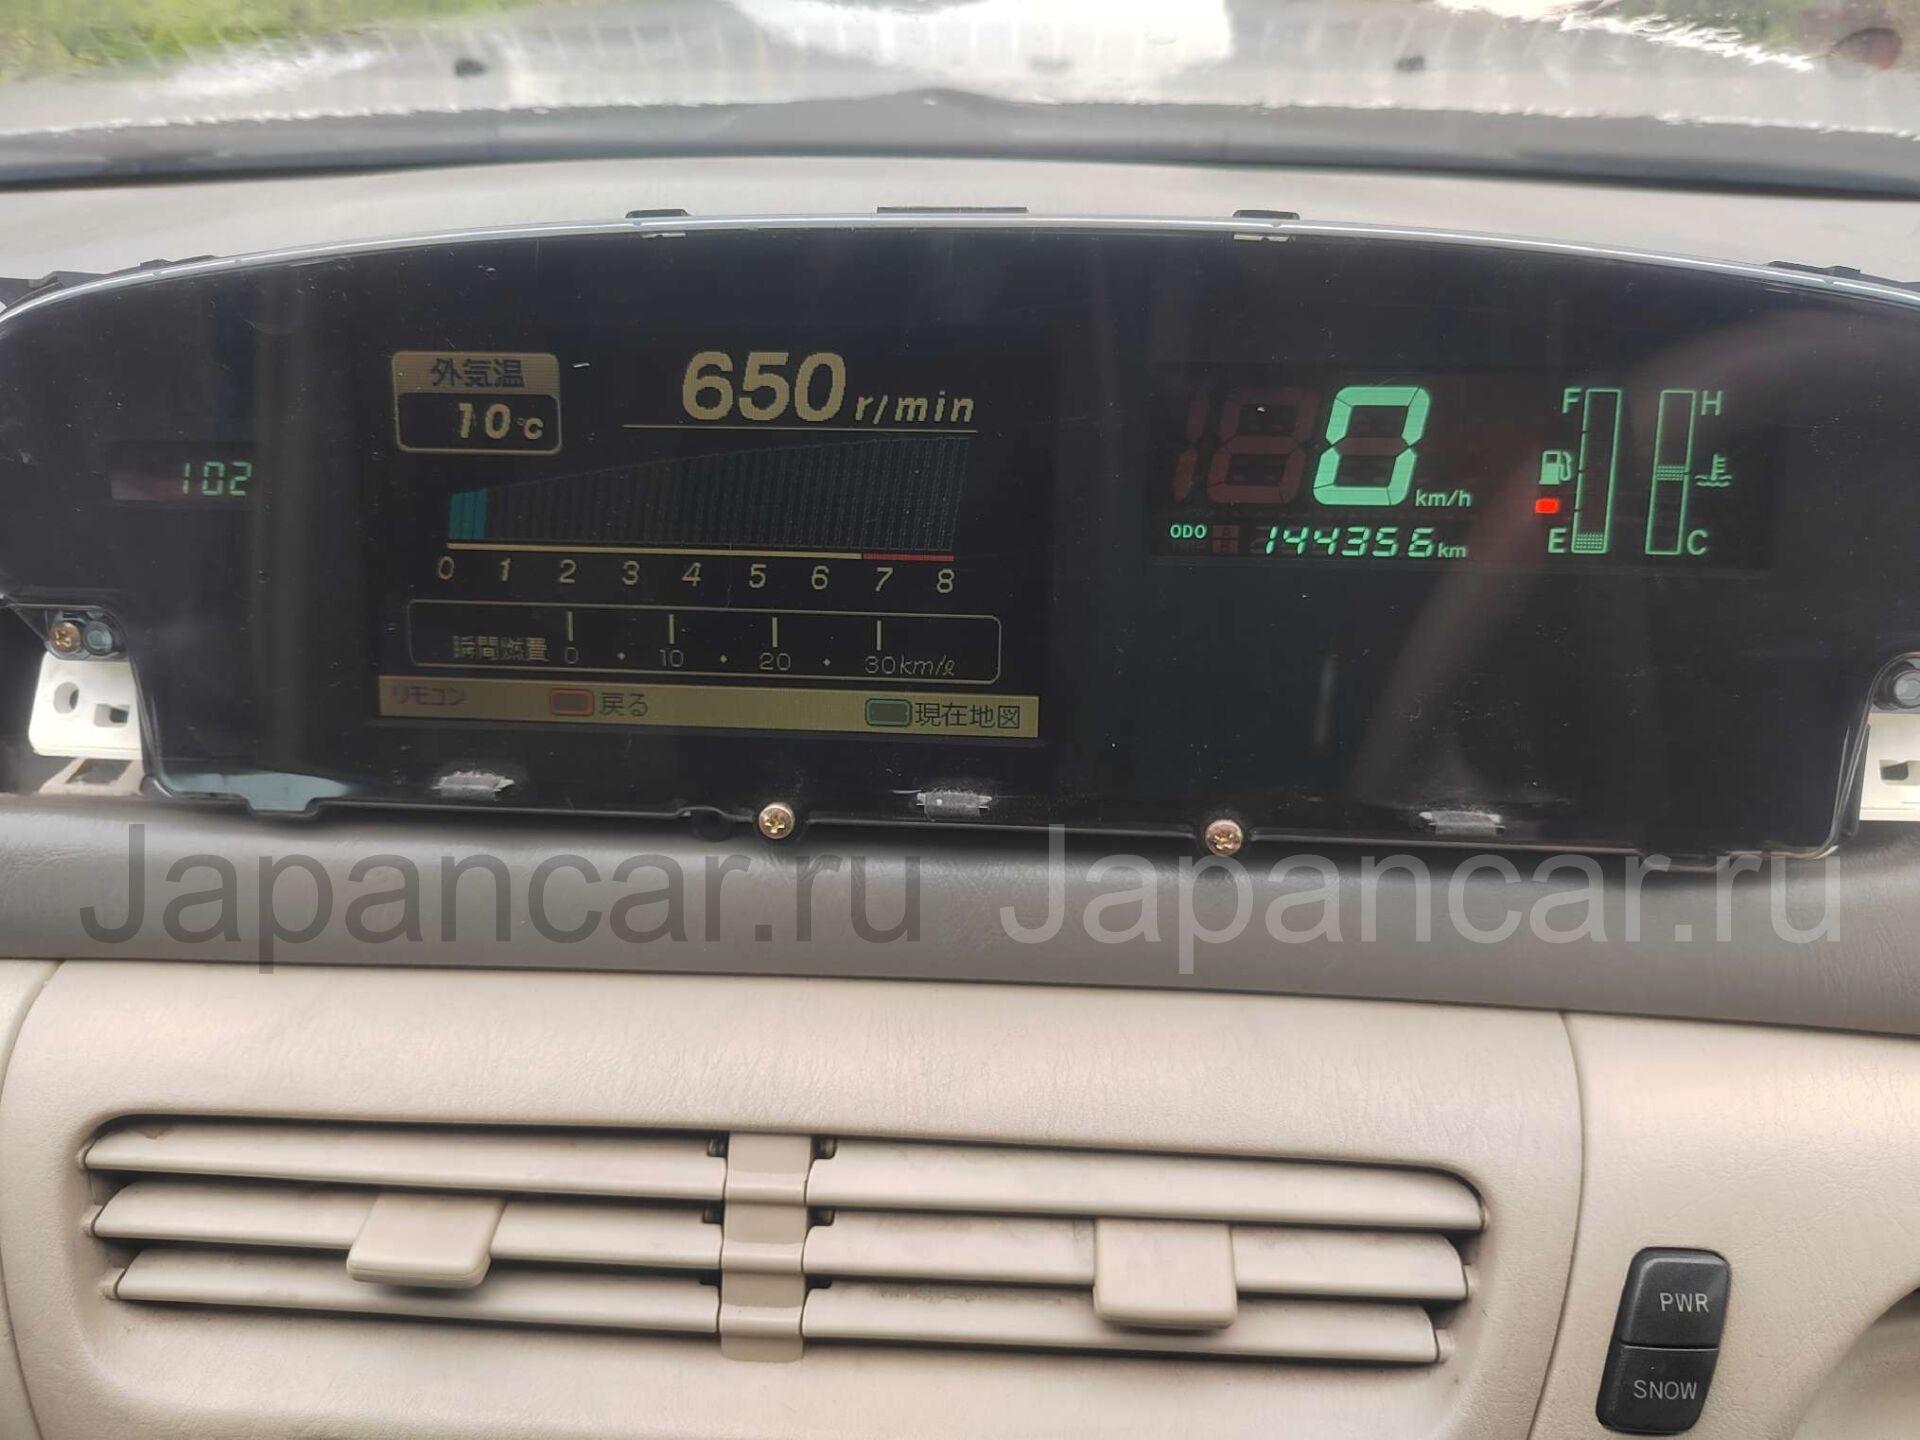 外気温
10°C
650 r/min
102
0 1 2 3 4 5 6 7 8
瞬間燃費 0 · 10 · 20 · 30km/ℓ
リモコン 戻る 現在地図
0 km/h
ODO 144356 km
F
E
H
C
Japancar.ru Japancar.ru
PWR
SNOW